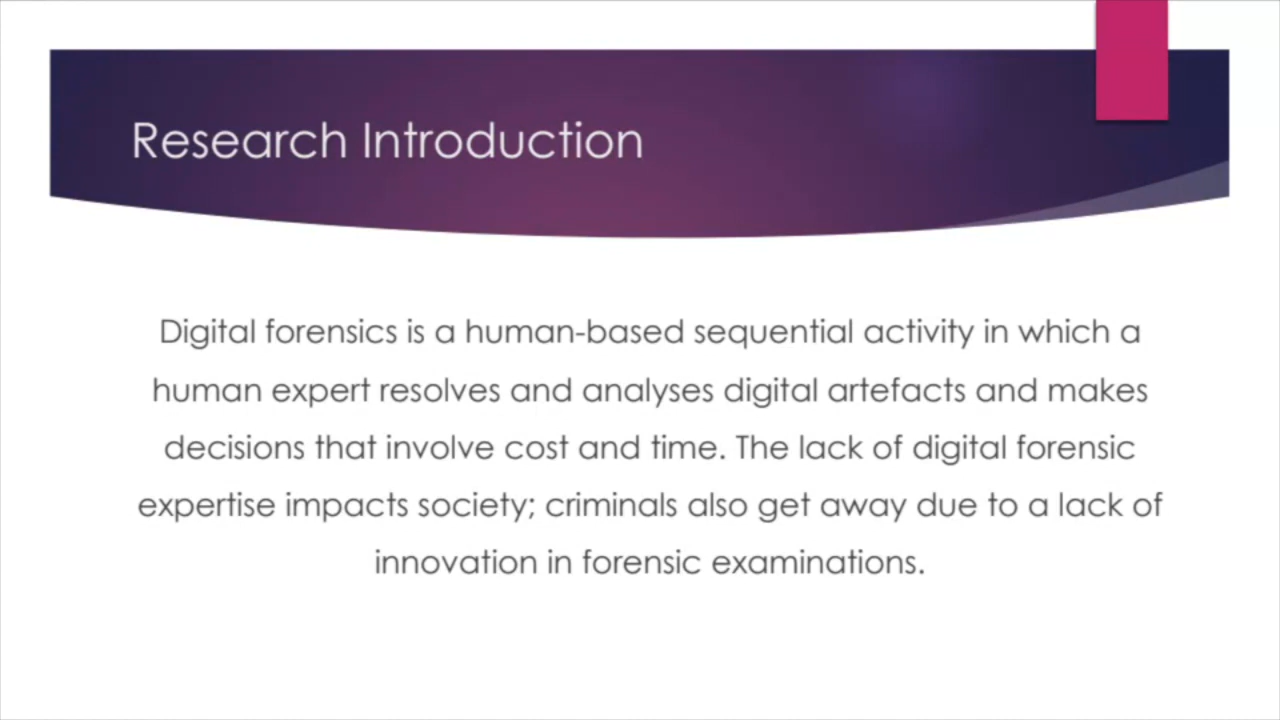 Research Introduction
Digital forensics is a human-based sequential activity in which a
human expert resolves and analyses digital artefacts and makes
decisions that involve cost and time. The lack of digital forensic
expertise impacts society; criminals also get away due to a lack of
innovation in forensic examinations.